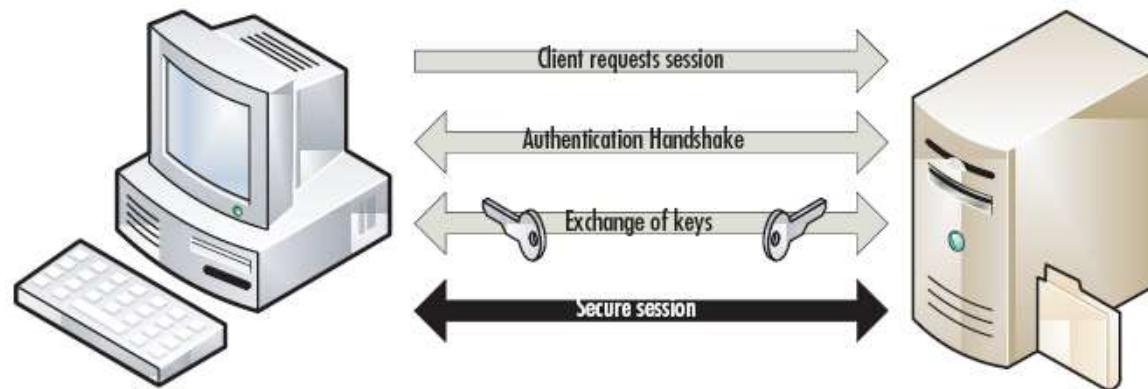 Client requests session
Authentication Handshake
Exchange of keys
Secure session